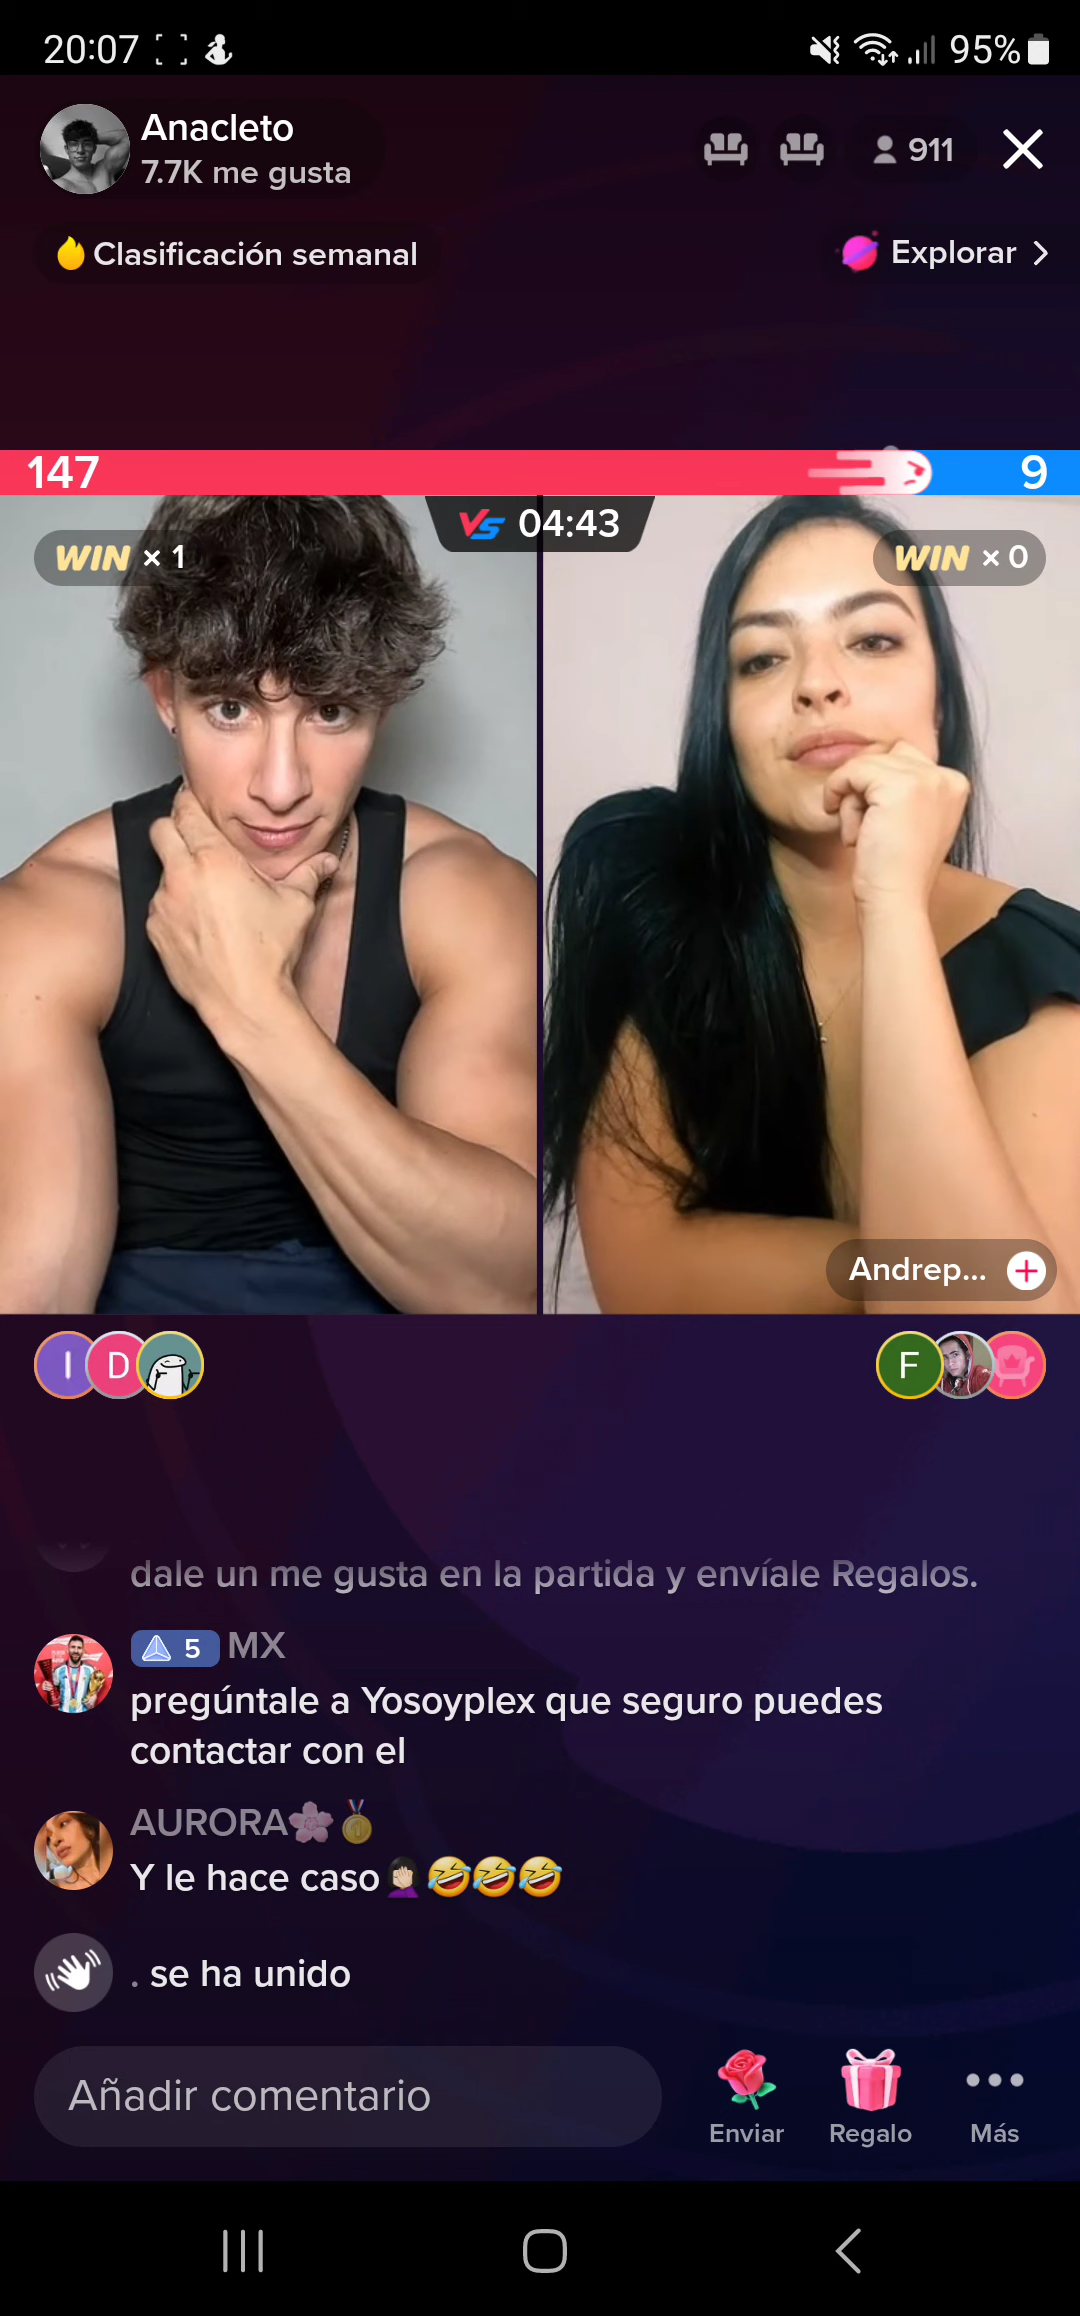 20:07
95%
Anacleto
7.7K me gusta
911
Clasificación semanal
Explorar
147
9
VS 04:43
WIN × 1
WIN × 0
Andrep...
I
D
F
dale un me gusta en la partida y envíale Regalos.
5 MX
pregúntale a Yosoyplex que seguro puedes
contactar con el
AURORA🌸🏅
Y le hace caso🤦🏻‍♀️🤣🤣🤣
. se ha unido
Añadir comentario
Enviar
Regalo
Más